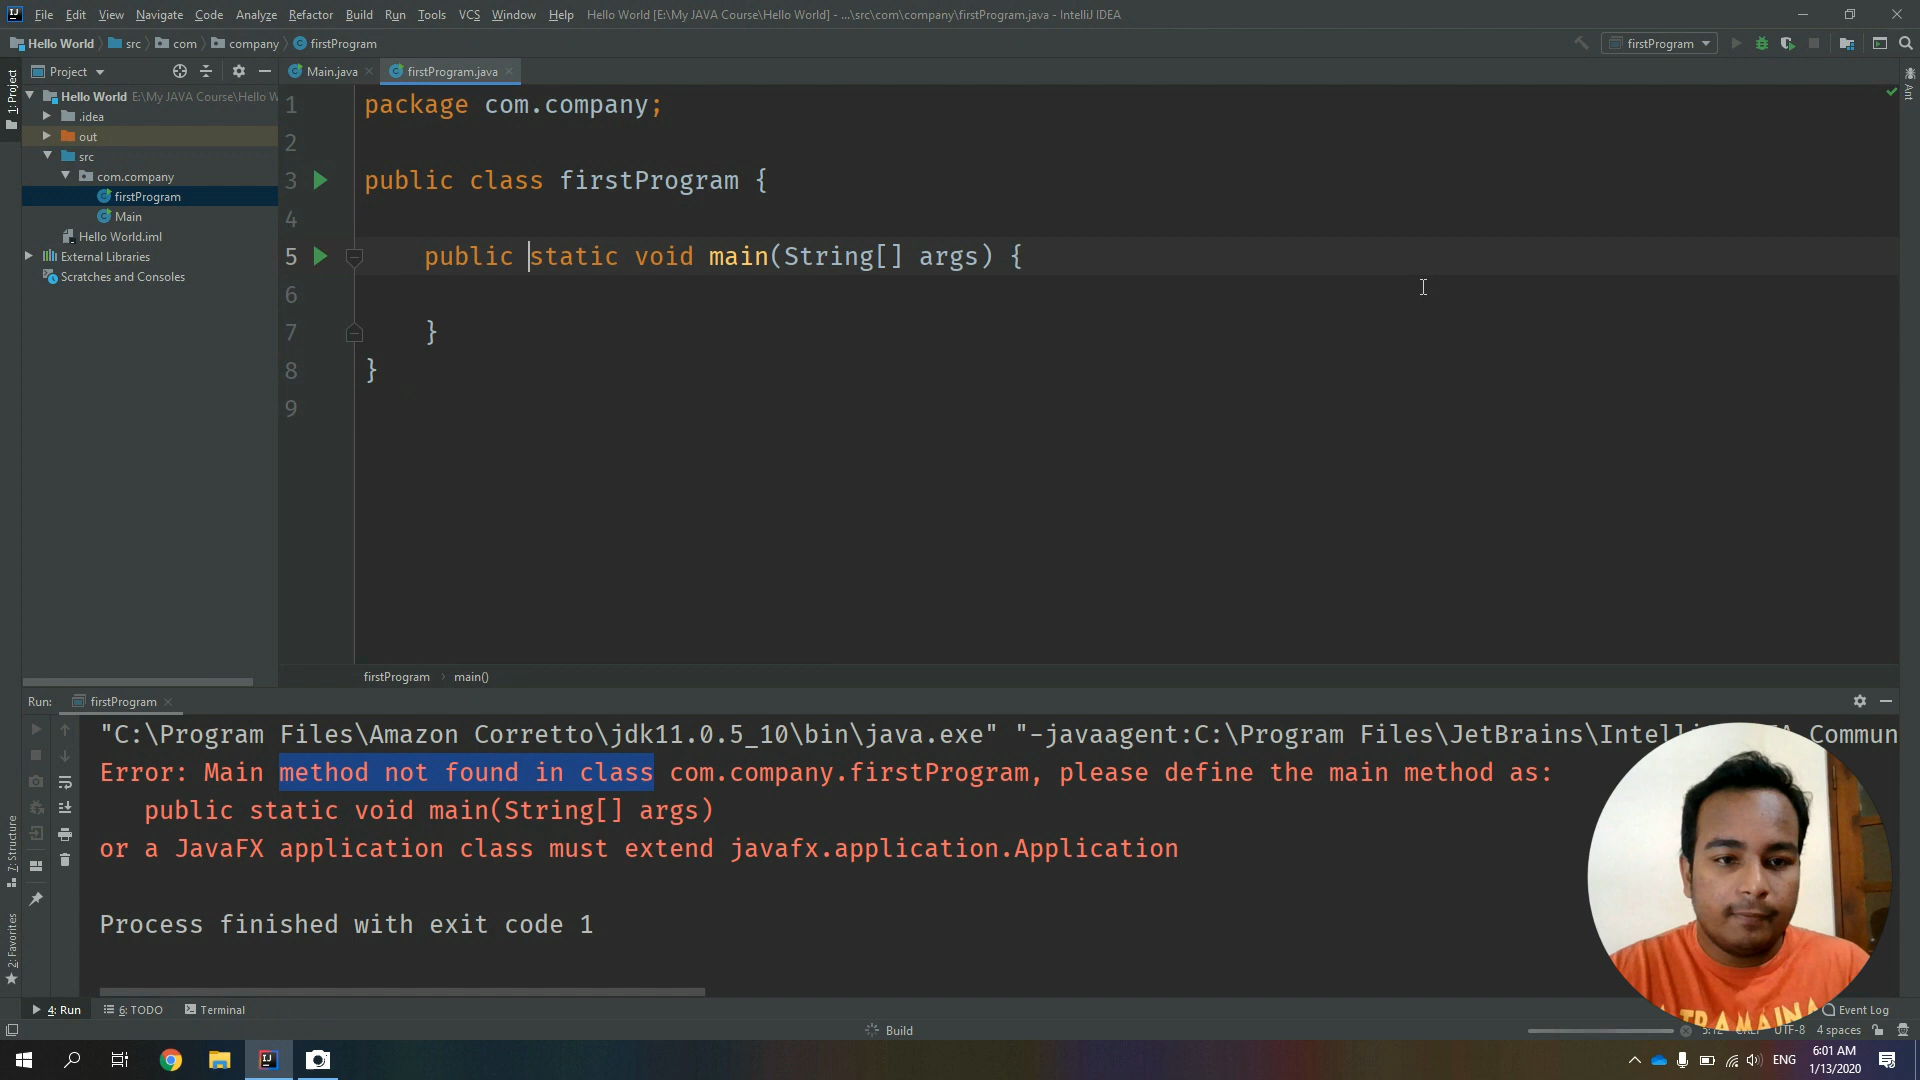 File Edit View Navigate Code Analyze Refactor Build Run Tools VCS Window Help Hello World [E:\My JAVA Course\Hello World] - ...\src\com\company\firstProgram.java - IntelliJ IDEA
Hello World src com company firstProgram
firstProgram
Project
Main.java firstProgram.java
1: Project
Ant
Hello World E:\My JAVA Course\Hello W
.idea
out
src
com.company
firstProgram
Main
Hello World.iml
External Libraries
Scratches and Consoles
1 package com.company;
2
3 public class firstProgram {
4
5 public static void main(String[] args) {
6
7 }
8 }
9
firstProgram main()
Run: firstProgram
"C:\Program Files\Amazon Corretto\jdk11.0.5_10\bin\java.exe" "-javaagent:C:\Program Files\JetBrains\Intelli Commun
Error: Main method not found in class com.company.firstProgram, please define the main method as:
public static void main(String[] args)
or a JavaFX application class must extend javafx.application.Application
Process finished with exit code 1
7: Structure
2: Favorites
4: Run 6: TODO Terminal Event Log
Build UTF-8 4 spaces
ENG 6:01 AM
1/13/2020